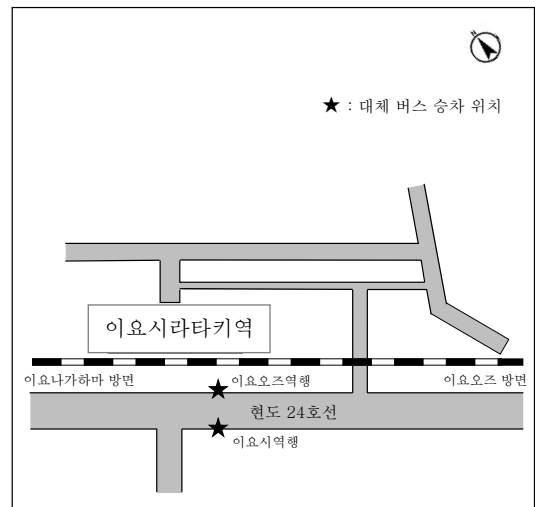 ★ : 대체 버스 승차 위치
이요시라타키역
이요나가하마 방면
이요오즈역행
이요오즈 방면
현도 24호선
이요시역행